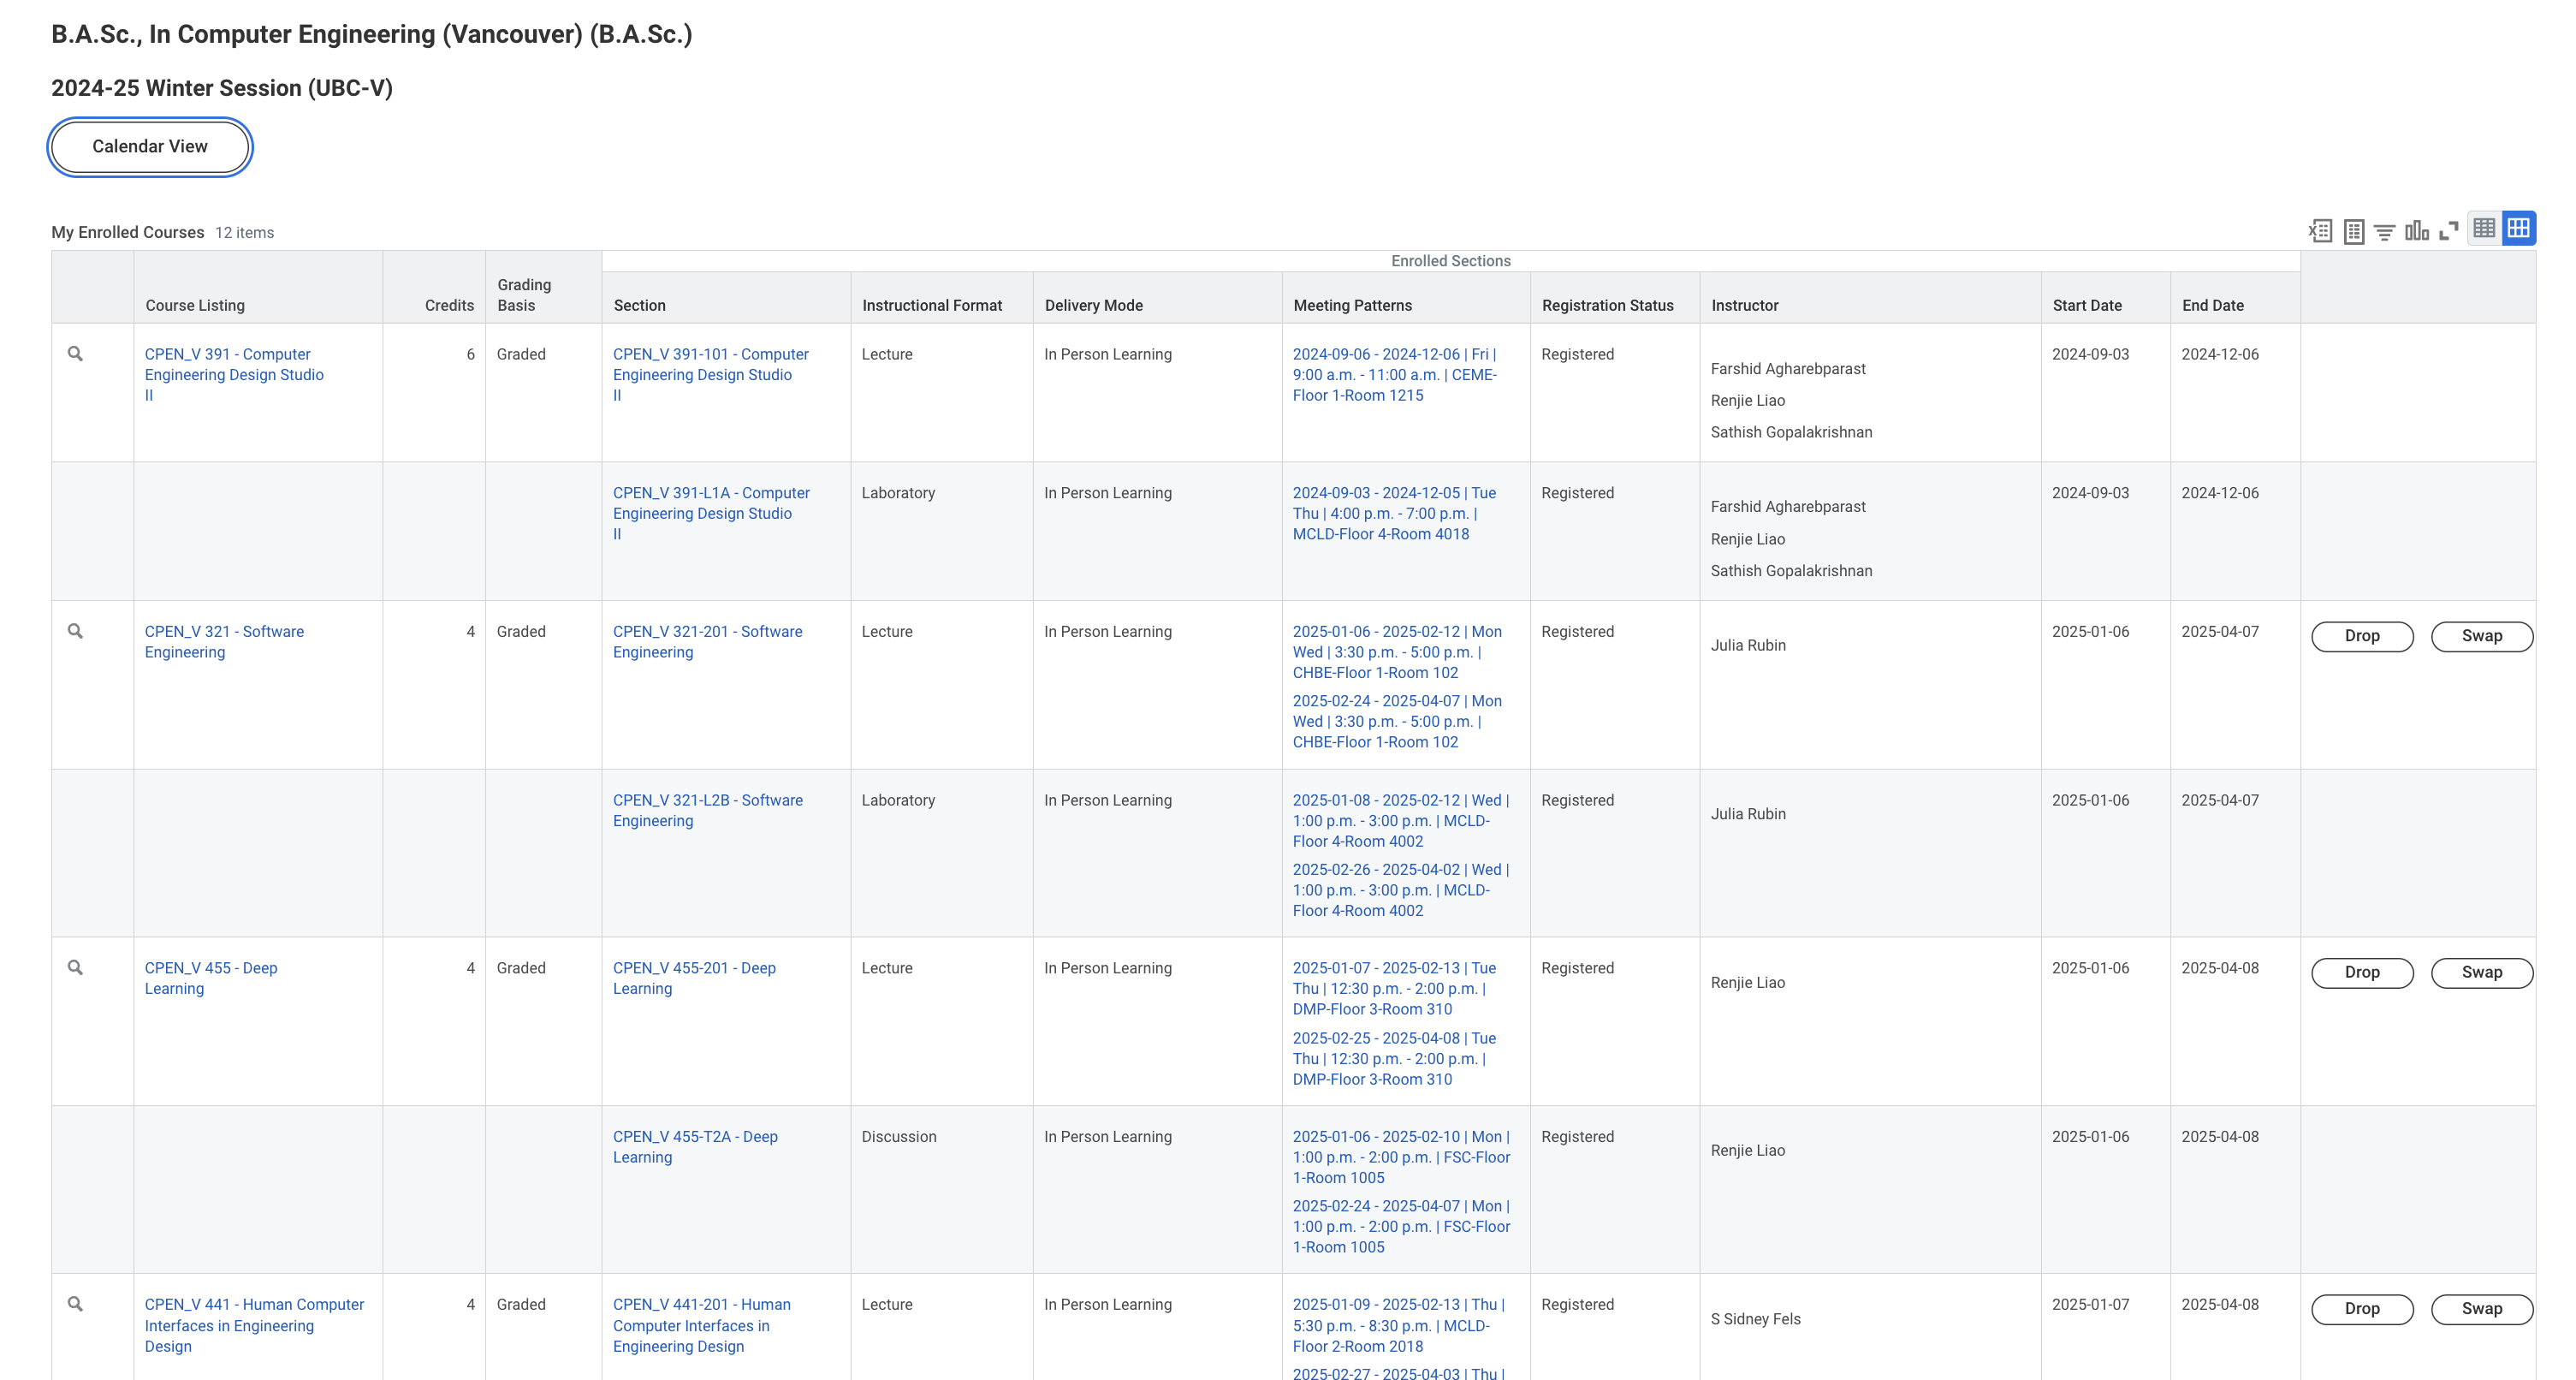 B.A.Sc., In Computer Engineering (Vancouver) (B.A.Sc.)
2024-25 Winter Session (UBC-V)
Calendar View
My Enrolled Courses 12 items
Enrolled Sections
Course Listing
Credits
Grading
Basis
Section
Instructional Format
Delivery Mode
Meeting Patterns
Registration Status
Instructor
Start Date
End Date
CPEN_V 391 - Computer
Engineering Design Studio
II
6
Graded
CPEN_V 391-101 - Computer
Engineering Design Studio
II
Lecture
In Person Learning
2024-09-06 - 2024-12-06 | Fri |
9:00 a.m. - 11:00 a.m. | CEME-
Floor 1-Room 1215
Registered
Farshid Agharebparast
Renjie Liao
Sathish Gopalakrishnan
2024-09-03
2024-12-06
CPEN_V 391-L1A - Computer
Engineering Design Studio
II
Laboratory
In Person Learning
2024-09-03 - 2024-12-05 | Tue
Thu | 4:00 p.m. - 7:00 p.m. |
MCLD-Floor 4-Room 4018
Registered
Farshid Agharebparast
Renjie Liao
Sathish Gopalakrishnan
2024-09-03
2024-12-06
CPEN_V 321 - Software
Engineering
4
Graded
CPEN_V 321-201 - Software
Engineering
Lecture
In Person Learning
2025-01-06 - 2025-02-12 | Mon
Wed | 3:30 p.m. - 5:00 p.m. |
CHBE-Floor 1-Room 102
2025-02-24 - 2025-04-07 | Mon
Wed | 3:30 p.m. - 5:00 p.m. |
CHBE-Floor 1-Room 102
Registered
Julia Rubin
2025-01-06
2025-04-07
Drop
Swap
CPEN_V 321-L2B - Software
Engineering
Laboratory
In Person Learning
2025-01-08 - 2025-02-12 | Wed |
1:00 p.m. - 3:00 p.m. | MCLD-
Floor 4-Room 4002
2025-02-26 - 2025-04-02 | Wed |
1:00 p.m. - 3:00 p.m. | MCLD-
Floor 4-Room 4002
Registered
Julia Rubin
2025-01-06
2025-04-07
CPEN_V 455 - Deep
Learning
4
Graded
CPEN_V 455-201 - Deep
Learning
Lecture
In Person Learning
2025-01-07 - 2025-02-13 | Tue
Thu | 12:30 p.m. - 2:00 p.m. |
DMP-Floor 3-Room 310
2025-02-25 - 2025-04-08 | Tue
Thu | 12:30 p.m. - 2:00 p.m. |
DMP-Floor 3-Room 310
Registered
Renjie Liao
2025-01-06
2025-04-08
Drop
Swap
CPEN_V 455-T2A - Deep
Learning
Discussion
In Person Learning
2025-01-06 - 2025-02-10 | Mon |
1:00 p.m. - 2:00 p.m. | FSC-Floor
1-Room 1005
2025-02-24 - 2025-04-07 | Mon |
1:00 p.m. - 2:00 p.m. | FSC-Floor
1-Room 1005
Registered
Renjie Liao
2025-01-06
2025-04-08
CPEN_V 441 - Human Computer
Interfaces in Engineering
Design
4
Graded
CPEN_V 441-201 - Human
Computer Interfaces in
Engineering Design
Lecture
In Person Learning
2025-01-09 - 2025-02-13 | Thu |
5:30 p.m. - 8:30 p.m. | MCLD-
Floor 2-Room 2018
2025-02-27 - 2025-04-03 | Thu |
Registered
S Sidney Fels
2025-01-07
2025-04-08
Drop
Swap